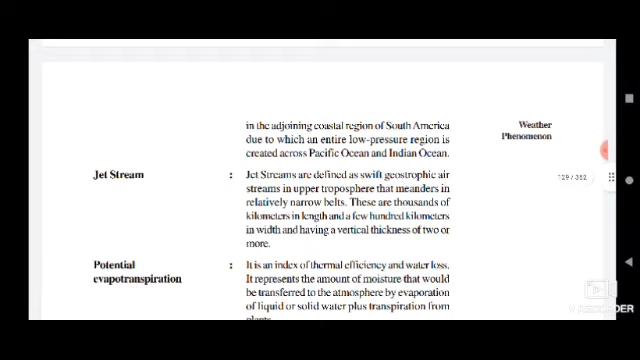 in the adjoining coastal region of South America
due to which an entire low-pressure region is
created across Pacific Ocean and Indian Ocean.
Weather
Phenomenon
Jet Stream : Jet Streams are defined as swift geostrophic air
streams in upper troposphere that meanders in
relatively narrow belts. These are thousands of
kilometers in length and a few hundred kilometers
in width and having a vertical thickness of two or
more.
129 / 352
Potential : It is an index of thermal efficiency and water loss.
evapotranspiration It represents the amount of moisture that would
be transferred to the atmosphere by evaporation
of liquid or solid water plus transpiration from
plants